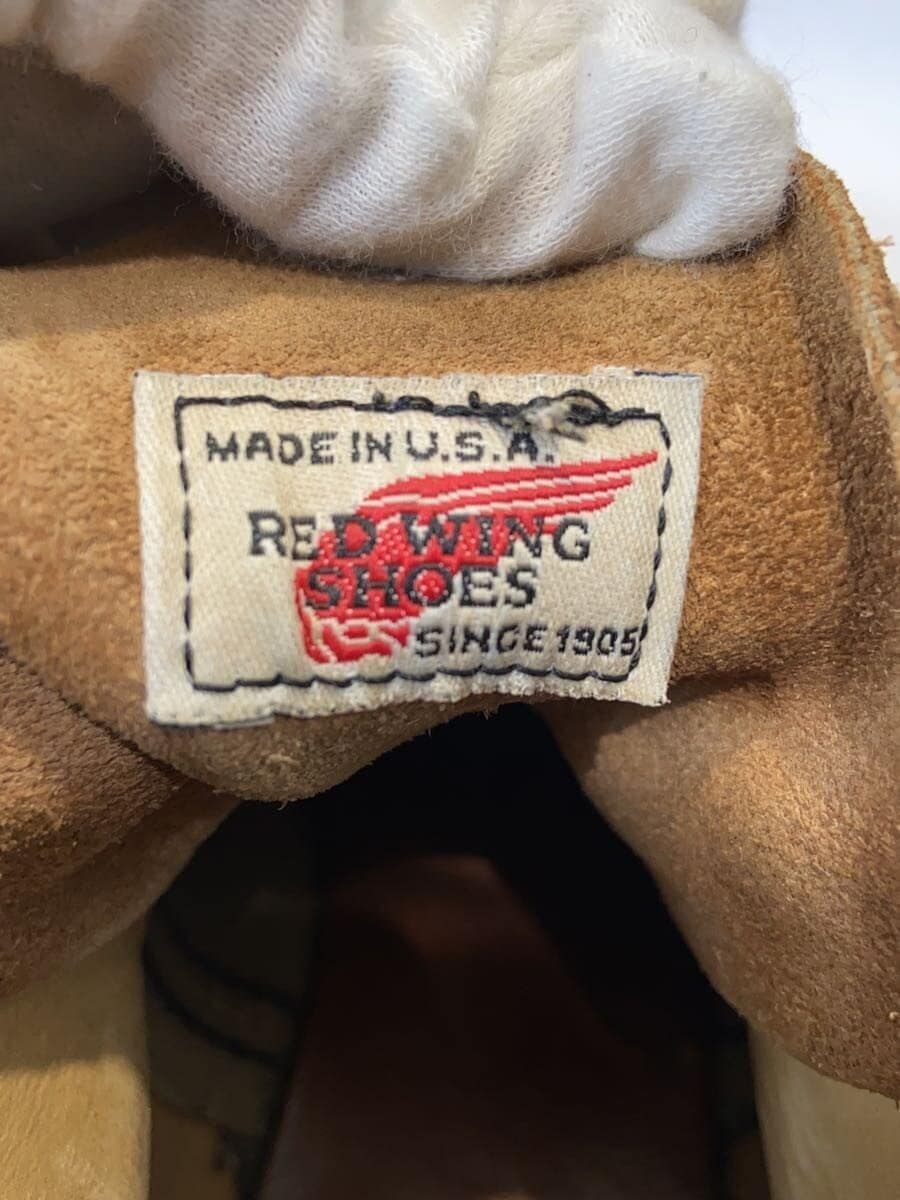 MADE IN U.S.A.
RED WING
SHOES
SINCE 1905